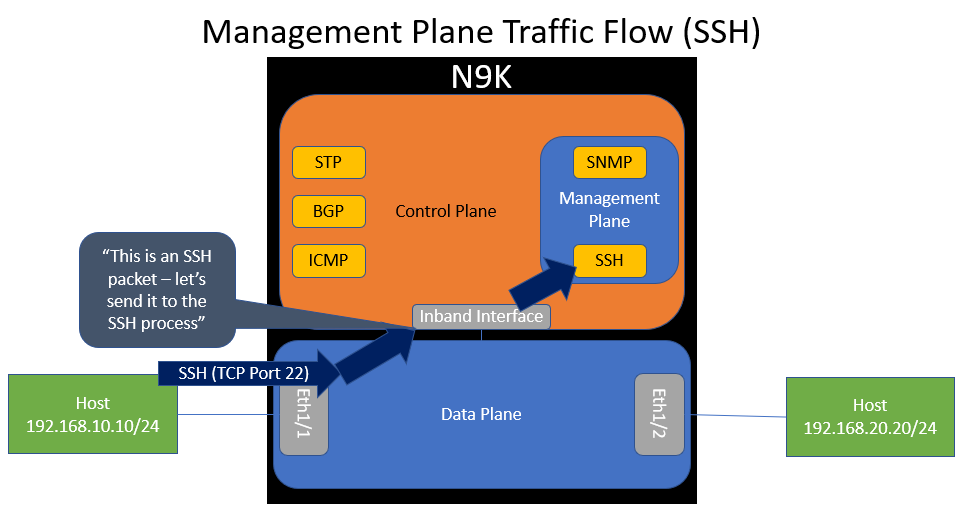 Management Plane Traffic Flow (SSH)
N9K
STP
BGP
ICMP
Control Plane
SNMP
Management
Plane
SSH
“This is an SSH
packet – let’s
send it to the
SSH process”
Inband Interface
SSH (TCP Port 22)
Host
192.168.10.10/24
Eth1/1
Data Plane
Eth1/2
Host
192.168.20.20/24